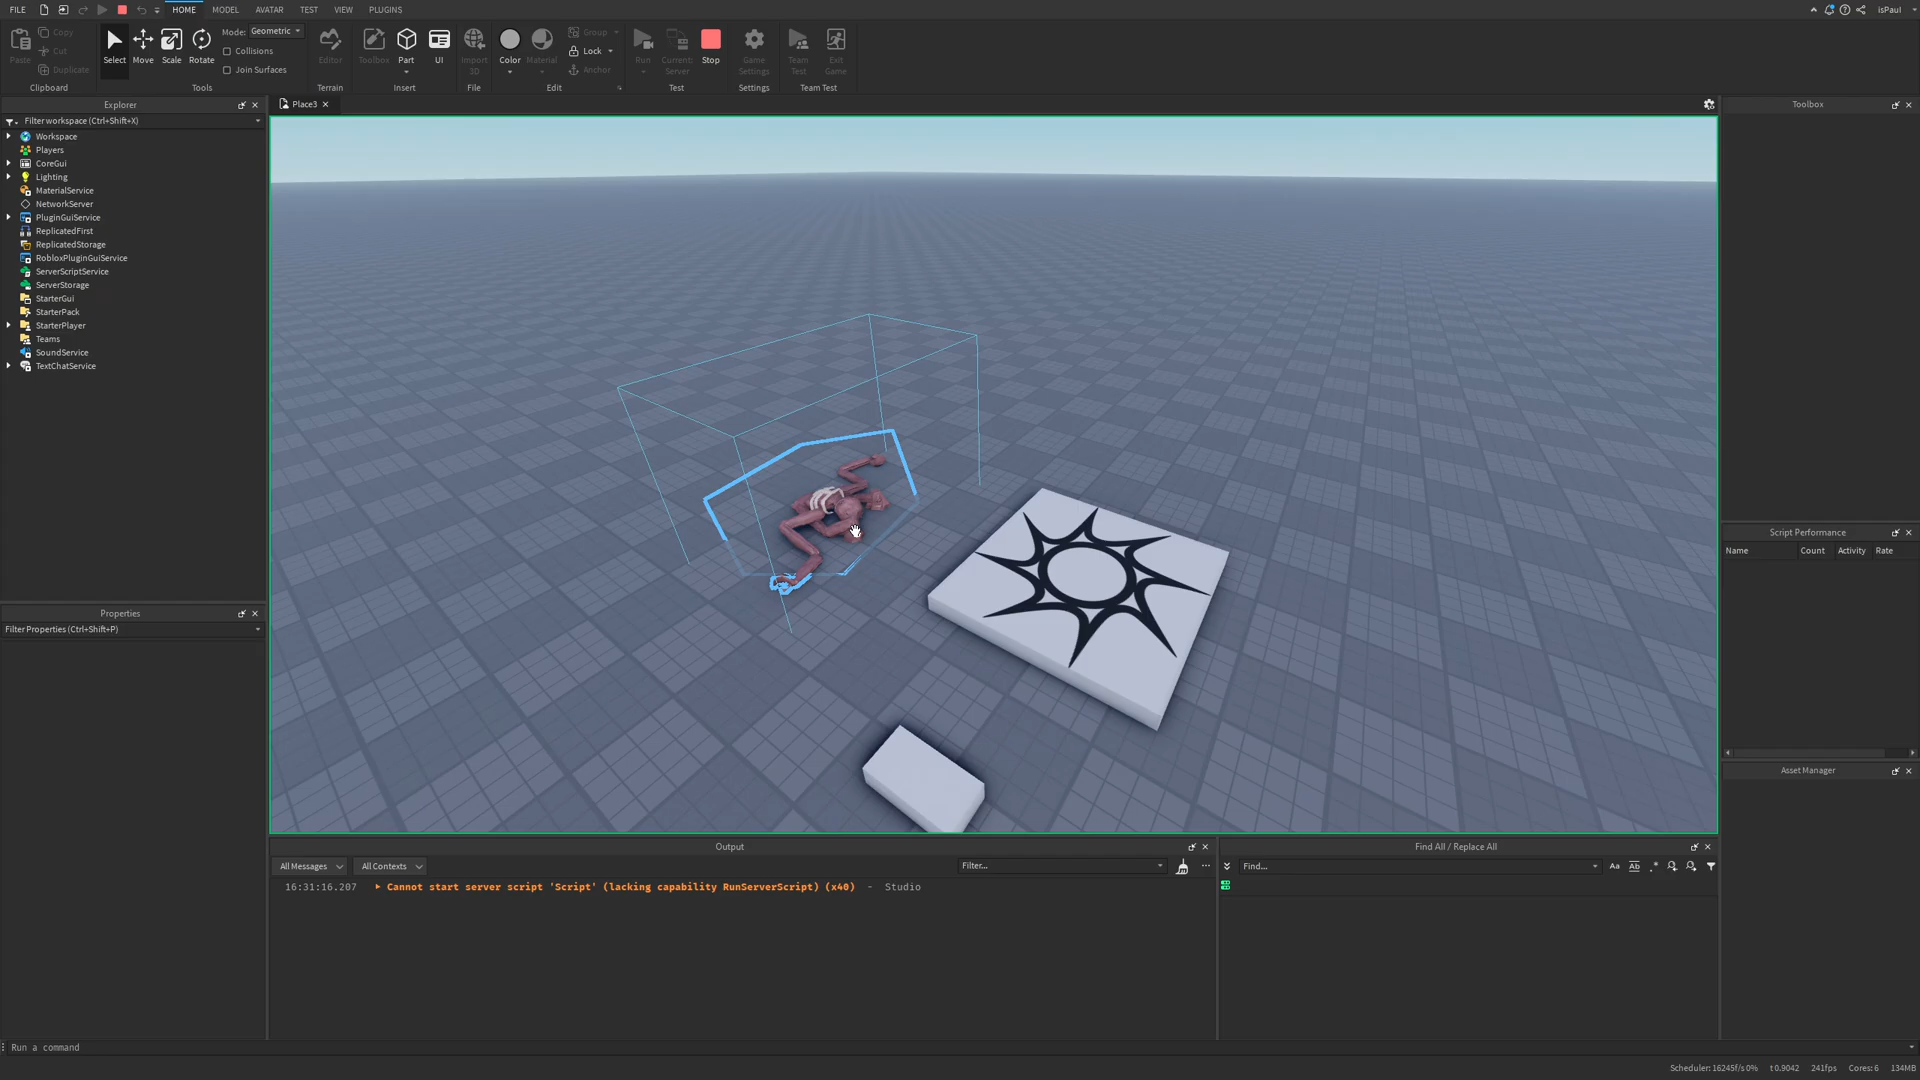 FILE
HOME
MODEL
AVATAR
TEST
VIEW
PLUGINS
isPaul
Paste
Copy
Cut
Duplicate
Clipboard
Select
Move
Scale
Rotate
Mode: Geometric
Collisions
Join Surfaces
Tools
Editor
Terrain
Toolbox
Part
UI
Insert
Import
3D
File
Color
Material
Group
Lock
Anchor
Edit
Run
Current:
Server
Stop
Test
Game
Settings
Settings
Team
Test
Exit
Game
Team Test
Explorer
Filter workspace (Ctrl+Shift+X)
Workspace
Players
CoreGui
Lighting
MaterialService
NetworkServer
PluginGuiService
ReplicatedFirst
ReplicatedStorage
RobloxPluginGuiService
ServerScriptService
ServerStorage
StarterGui
StarterPack
StarterPlayer
Teams
SoundService
TextChatService
Properties
Filter Properties (Ctrl+Shift+P)
Place3
Toolbox
Script Performance
Name Count Activity Rate
Asset Manager
Output
All Messages
All Contexts
Filter...
16:31:16.207 Cannot start server script 'Script' (lacking capability RunServerScript) (x40) - Studio
Find All / Replace All
Find...
Aa
Ab
.*
Run a command
Scheduler: 16245f/s 0% t 0.9042 241fps Cores: 6 134MB